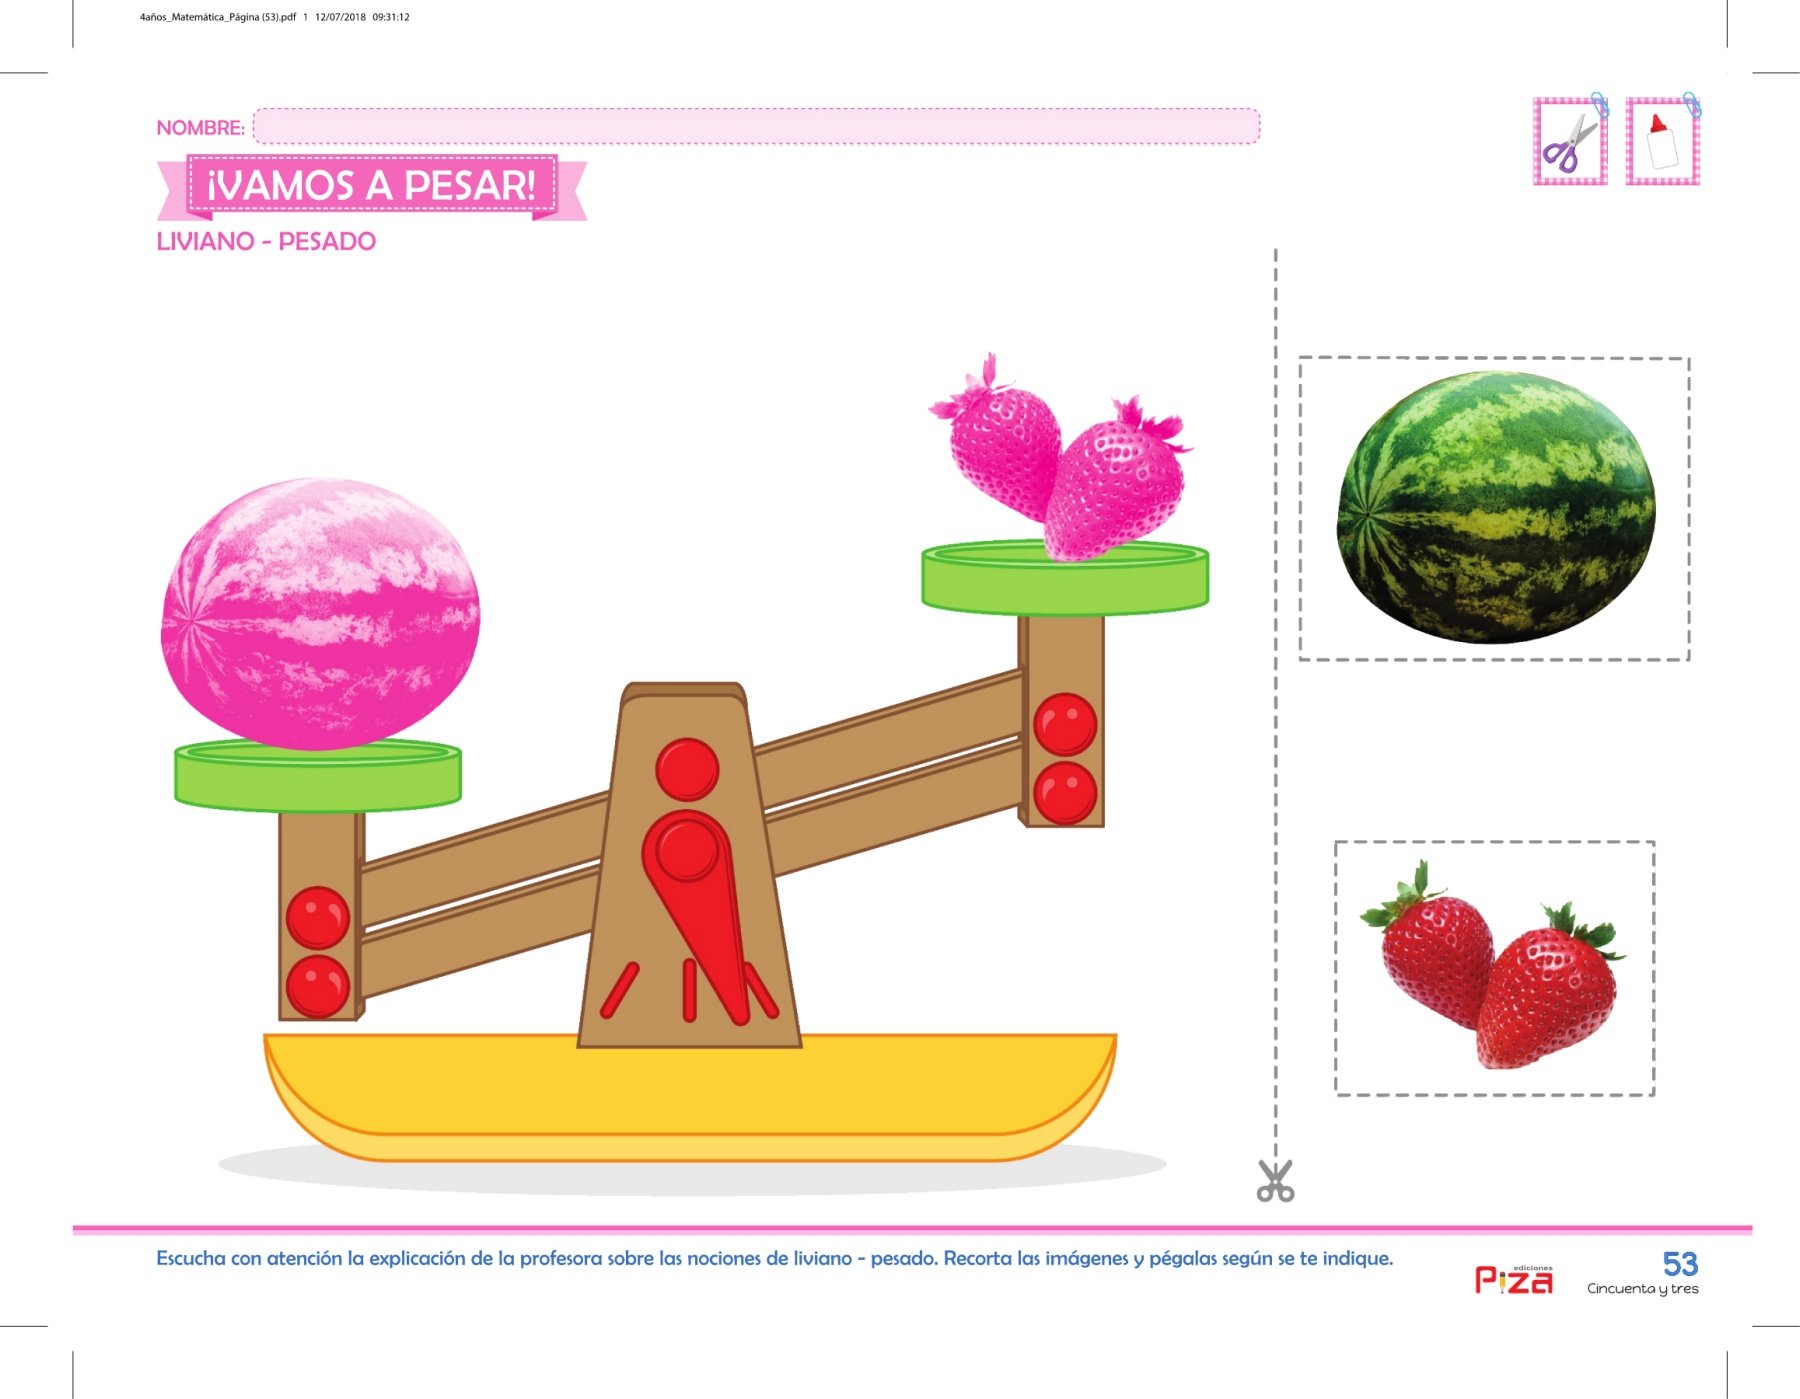 4años_Matemática_Página (53).pdf 1 12/07/2018 09:31:12
NOMBRE:
¡VAMOS A PESAR!
LIVIANO - PESADO
Escucha con atención la explicación de la profesora sobre las nociones de liviano - pesado. Recorta las imágenes y pégalas según se te indique.
ediciones
Piza
53
Cincuenta y tres